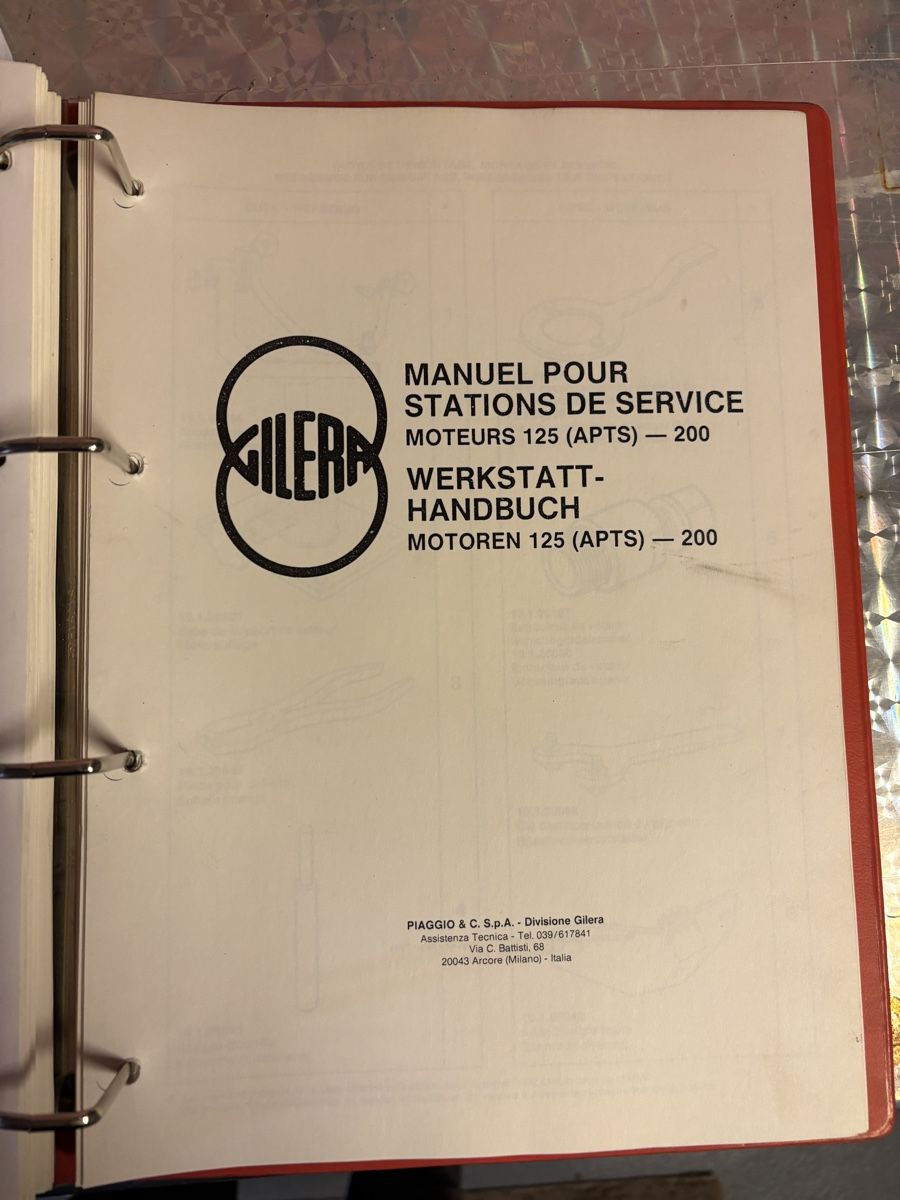 GILERA
MANUEL POUR
STATIONS DE SERVICE
MOTEURS 125 (APTS) — 200
WERKSTATT-
HANDBUCH
MOTOREN 125 (APTS) — 200
PIAGGIO & C. S.p.A. - Divisione Gilera
Assistenza Tecnica - Tel. 039/617841
Via C. Battisti, 68
20043 Arcore (Milano) - Italia